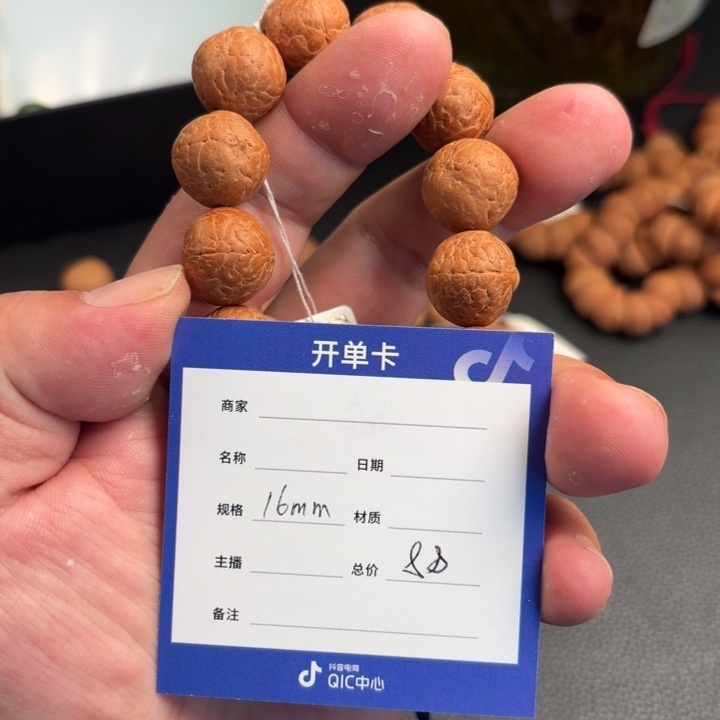 开单卡
商家
名称 日期
规格 16mm 材质
主播 总价 88
备注
抖音电商
QIC中心